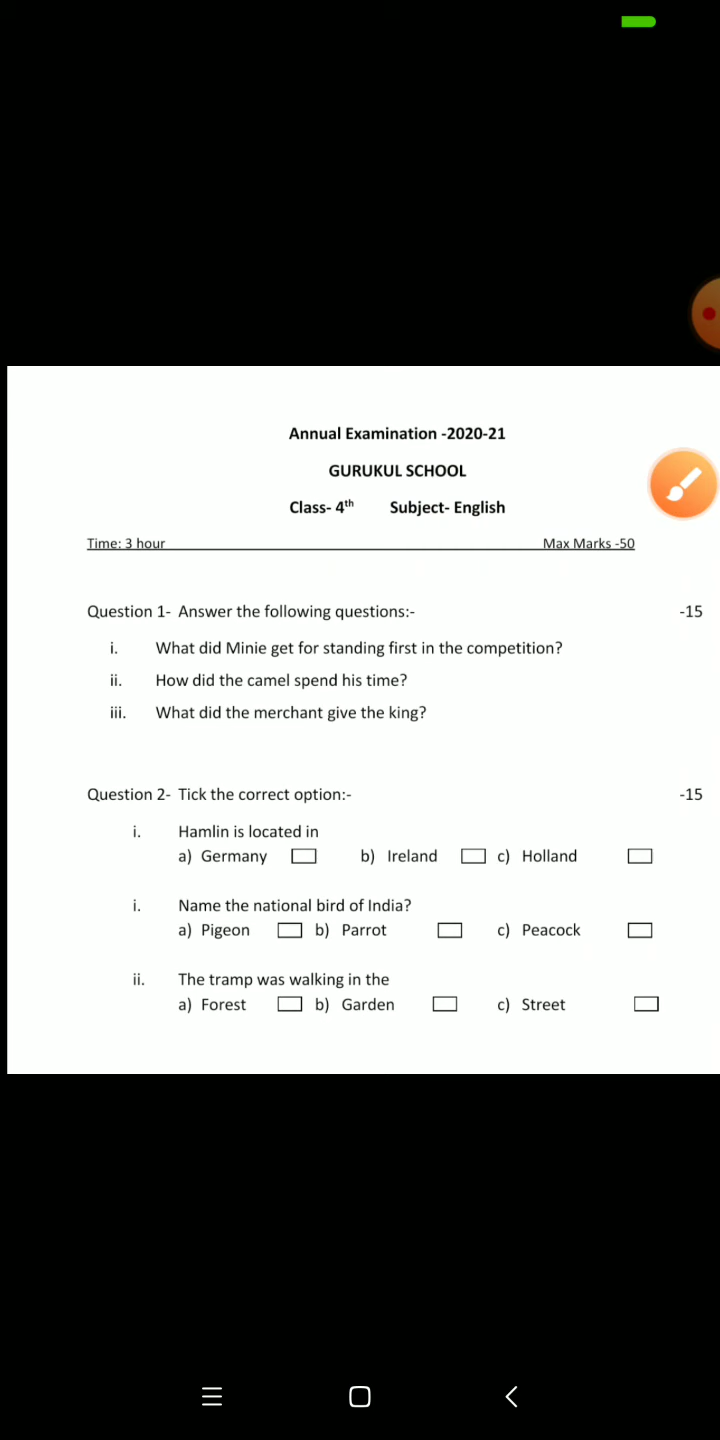 Annual Examination -2020-21
GURUKUL SCHOOL
Class- 4th Subject- English
Time: 3 hour Max Marks -50
Question 1- Answer the following questions:- -15
i. What did Minie get for standing first in the competition?
ii. How did the camel spend his time?
iii. What did the merchant give the king?
Question 2- Tick the correct option:- -15
i. Hamlin is located in
a) Germany b) Ireland c) Holland
i. Name the national bird of India?
a) Pigeon b) Parrot c) Peacock
ii. The tramp was walking in the
a) Forest b) Garden c) Street